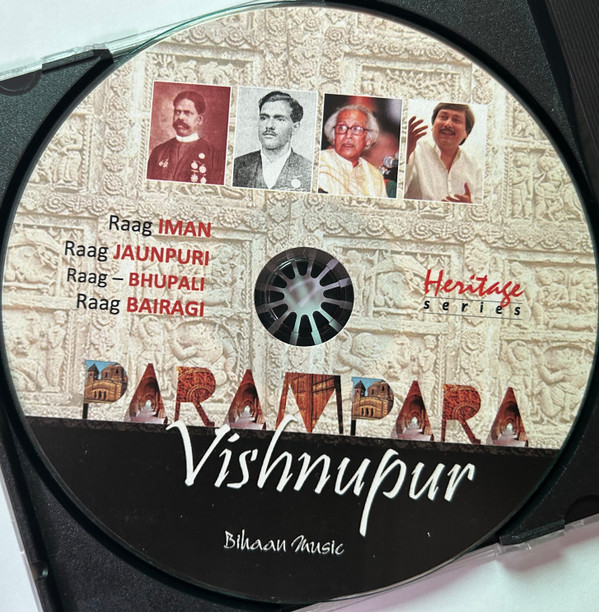 Raag IMAN
Raag JAUNPURI
Raag – BHUPALI
Raag BAIRAGI
Heritage
series
PARAMPARA
Vishnupur
Bihaan Music